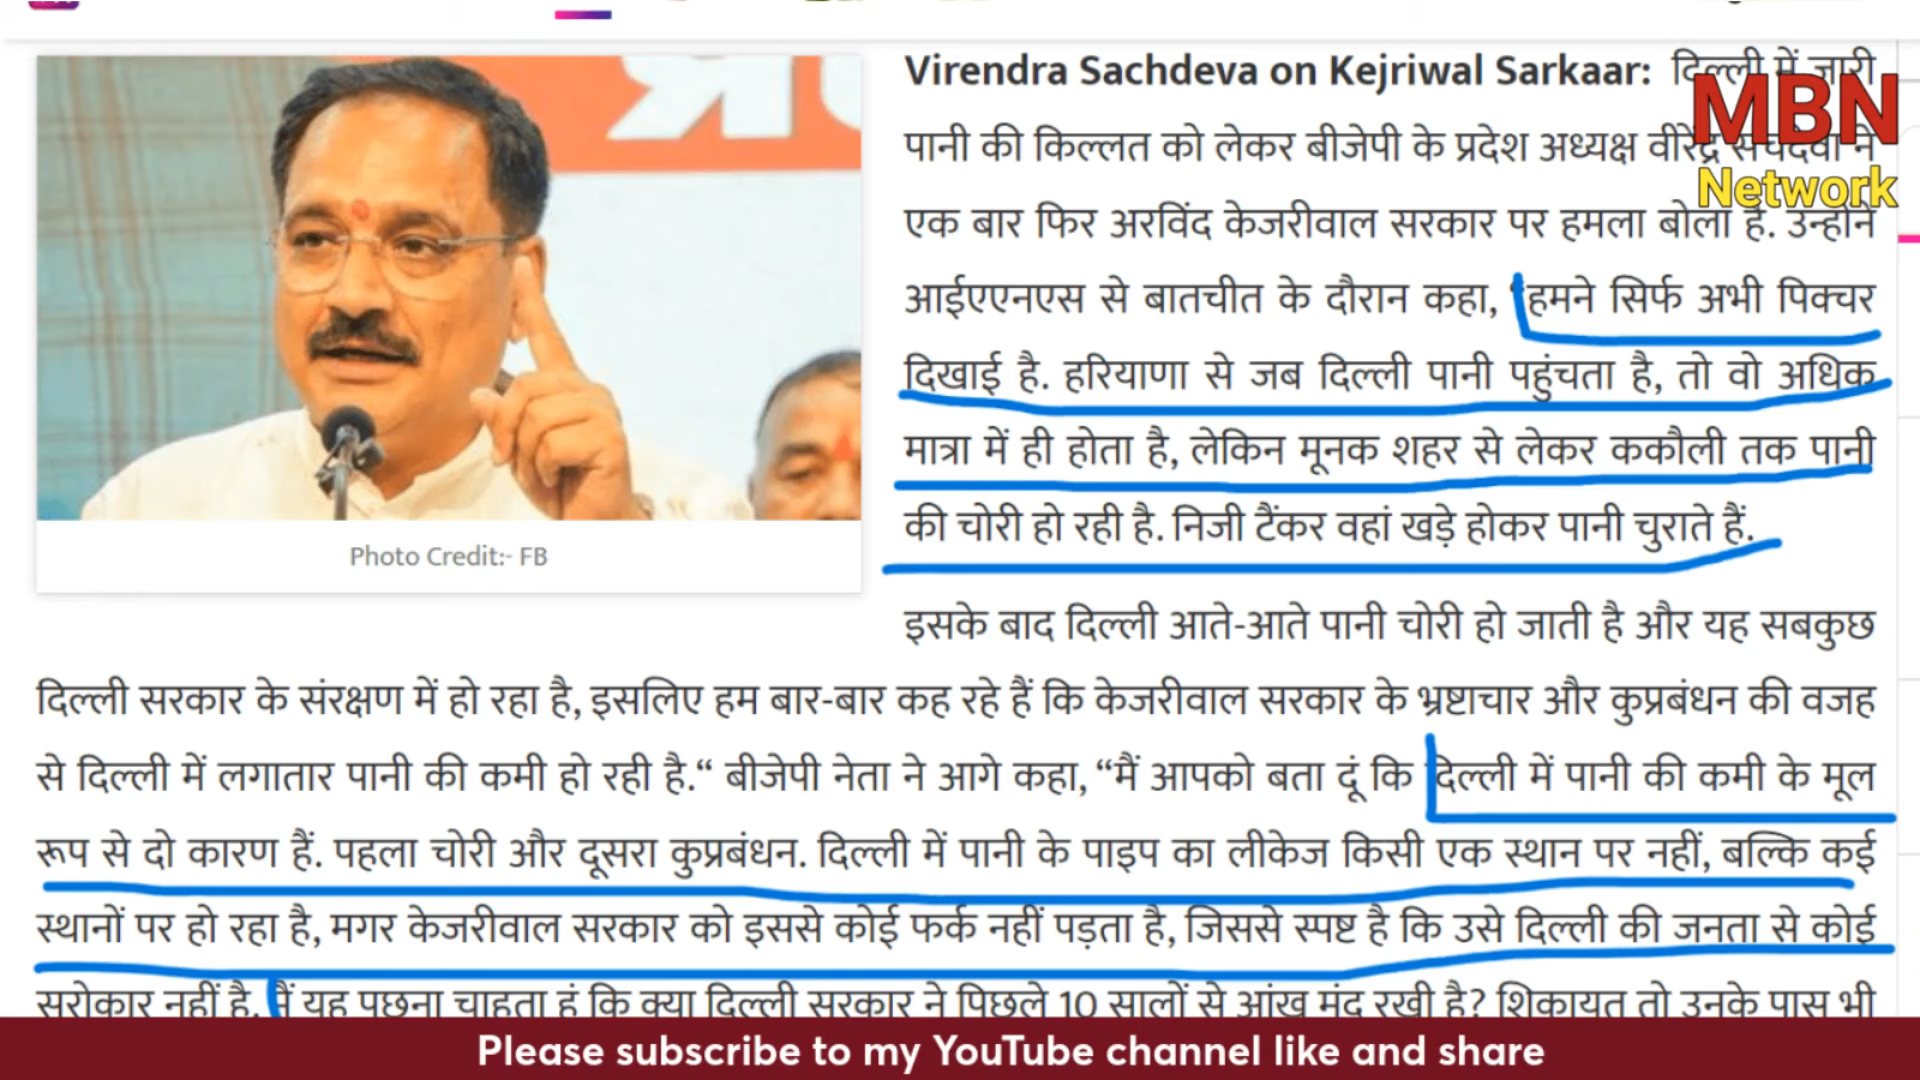 Virendra Sachdeva on Kejriwal Sarkaar: दिल्ली में जारी
MBN
पानी की किल्लत को लेकर बीजेपी के प्रदेश अध्यक्ष वीरेंद्र सचदेवा ने
Network
एक बार फिर अरविंद केजरीवाल सरकार पर हमला बोला है. उन्होंने
आईएएनएस से बातचीत के दौरान कहा, “हमने सिर्फ अभी पिक्चर
दिखाई है. हरियाणा से जब दिल्ली पानी पहुंचता है, तो वो अधिक
मात्रा में ही होता है, लेकिन मूनक शहर से लेकर ककौली तक पानी
की चोरी हो रही है. निजी टैंकर वहां खड़े होकर पानी चुराते हैं.
Photo Credit:- FB
इसके बाद दिल्ली आते-आते पानी चोरी हो जाती है और यह सबकुछ
दिल्ली सरकार के संरक्षण में हो रहा है, इसलिए हम बार-बार कह रहे हैं कि केजरीवाल सरकार के भ्रष्टाचार और कुप्रबंधन की वजह
से दिल्ली में लगातार पानी की कमी हो रही है.“ बीजेपी नेता ने आगे कहा, “मैं आपको बता दूं कि दिल्ली में पानी की कमी के मूल
रूप से दो कारण हैं. पहला चोरी और दूसरा कुप्रबंधन. दिल्ली में पानी के पाइप का लीकेज किसी एक स्थान पर नहीं, बल्कि कई
स्थानों पर हो रहा है, मगर केजरीवाल सरकार को इससे कोई फर्क नहीं पड़ता है, जिससे स्पष्ट है कि उसे दिल्ली की जनता से कोई
सरोकार नहीं है. मैं यह पूछना चाहता हूं कि क्या दिल्ली सरकार ने पिछले 10 सालों से आंख मूंद रखी है? शिकायत तो उनके पास भी
Please subscribe to my YouTube channel like and share